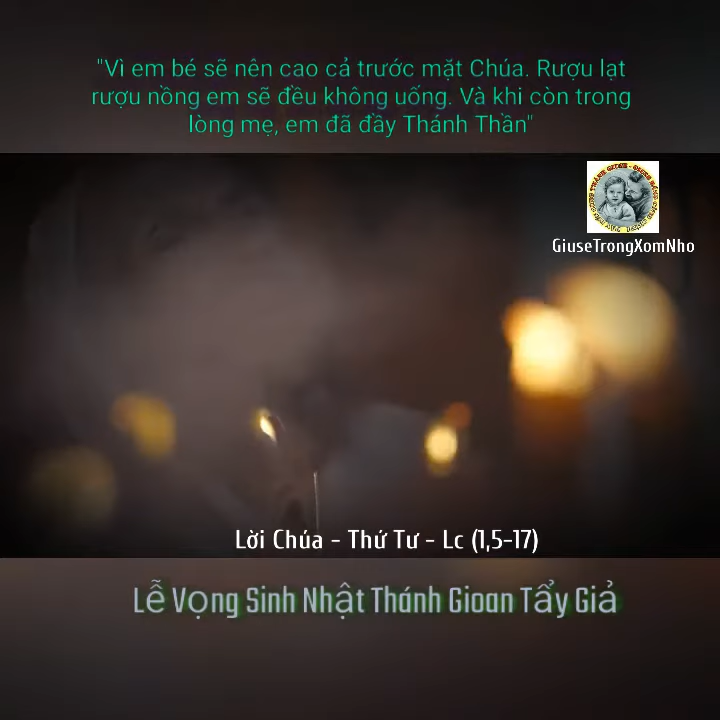 "Vì em bé sẽ nên cao cả trước mặt Chúa. Rượu lạt
rượu nồng em sẽ đều không uống. Và khi còn trong
lòng mẹ, em đã đầy Thánh Thần"
GiuseTrongXomNho
Lời Chúa - Thứ Tư - Lc (1,5-17)
Lễ Vọng Sinh Nhật Thánh Gioan Tẩy Giả